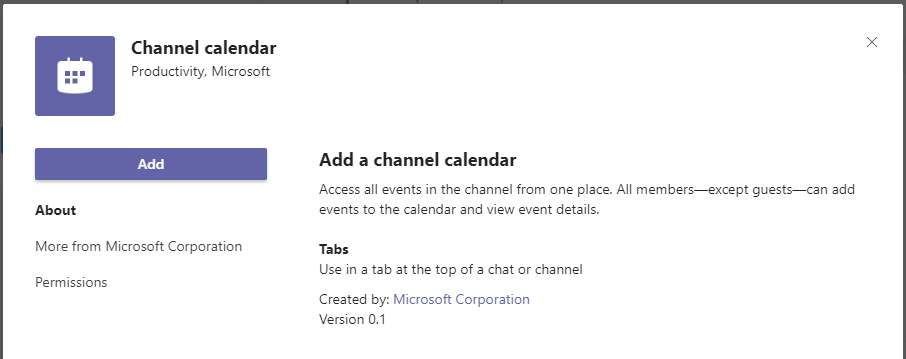 Channel calendar
Productivity, Microsoft
Add
About
More from Microsoft Corporation
Permissions
Add a channel calendar
Access all events in the channel from one place. All members—except guests—can add
events to the calendar and view event details.
Tabs
Use in a tab at the top of a chat or channel
Created by: Microsoft Corporation
Version 0.1